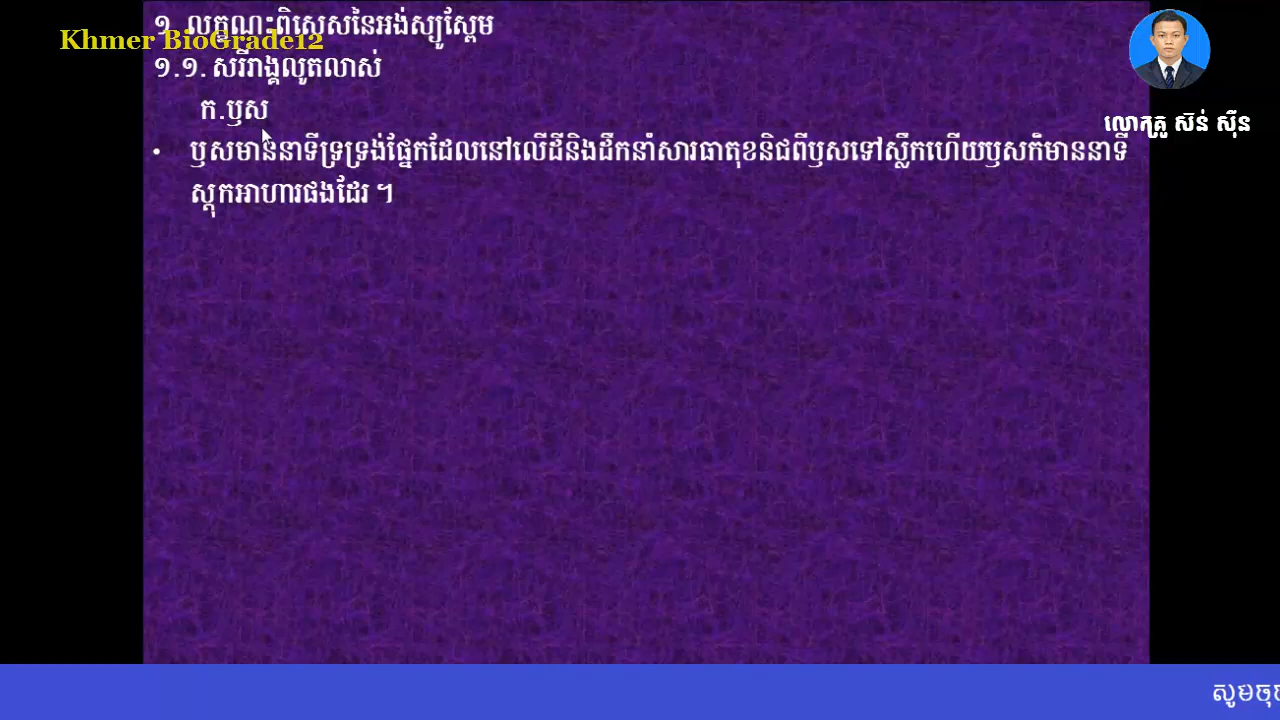 ១. លក្ខណះពិសេសនៃអង់ស្យូស្ពែម
Khmer BioGrade12
១.១. សរីរាង្គលូតលាស់
ក.ឫស
លោកគ្រូ ស៊ន់ ស៊ីន
• ឫសមាននាទីទ្រទ្រង់ផ្នែកដែលនៅលើដីនិងដឹកនាំសារធាតុខនិជពីឫសទៅស្លឹកហើយឫសក៏មាននាទី
ស្តុកអាហារផងដែរ ។
សូមចុច